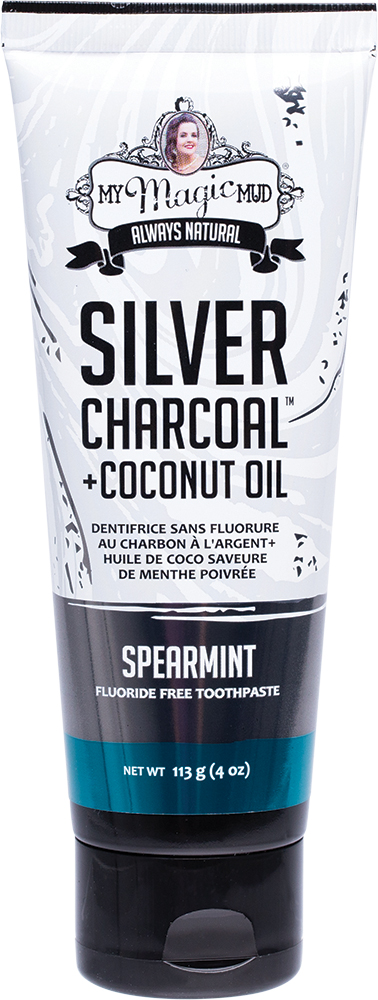 MY Magic MUD
ALWAYS NATURAL
SILVER
CHARCOAL™
+COCONUT OIL
DENTIFRICE SANS FLUORURE
AU CHARBON À L'ARGENT+
HUILE DE COCO SAVEURE
DE MENTHE POIVRÉE
SPEARMINT
FLUORIDE FREE TOOTHPASTE
NET WT 113 g (4 oz)